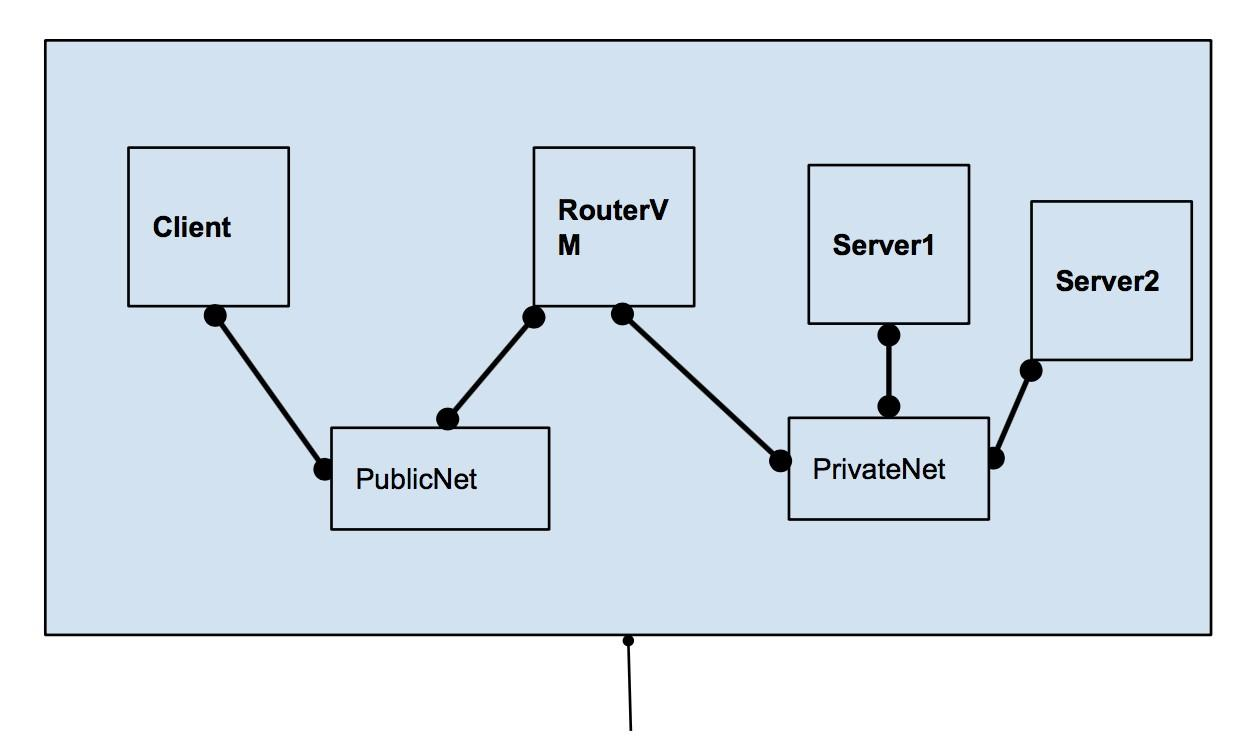 Client
RouterV
M
Server1
Server2
PublicNet
PrivateNet